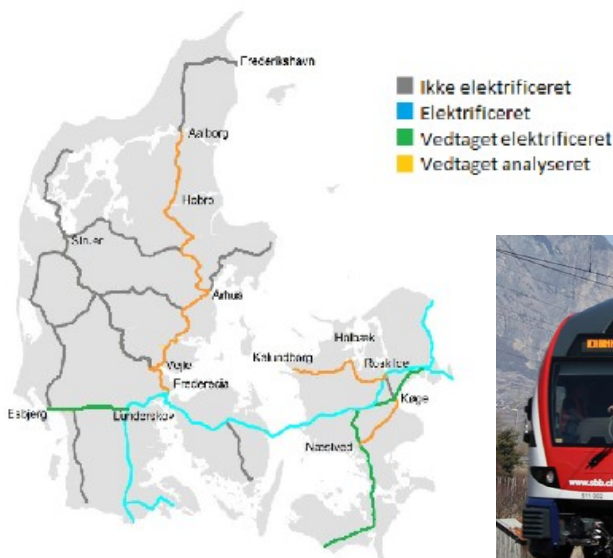 Frederikshavn
Ikke elektrificeret
Elektrificeret
Vedtaget elektrificeret
Vedtaget analyseret
Aalborg
Hobro
Struer
Århus
Holbæk
Kalundborg
Roskilde
Vejle
Fredericia
Køge
Esbjerg
Lunderskov
Næstved